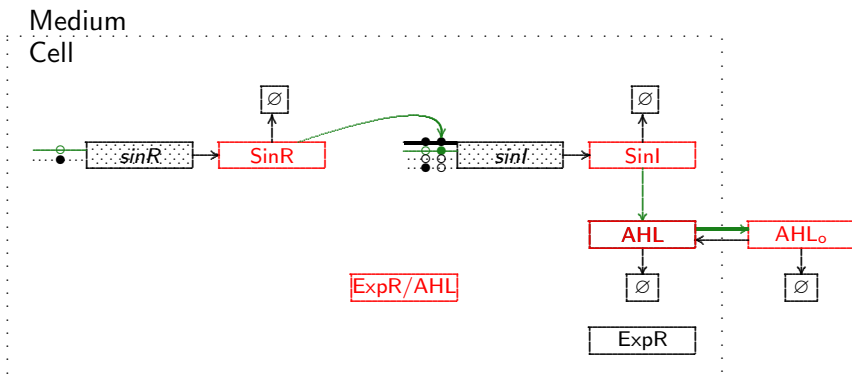 Medium
Cell
∅ ∅
sinR SinR sinI SinI
AHL AHLo
ExpR/AHL ∅ ∅
ExpR